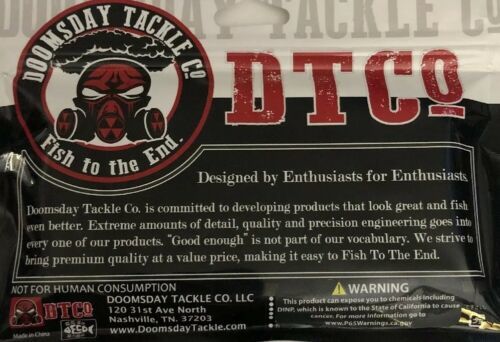 DOOMSDAY TACKLE CO
DOOMSDAY TACKLE Co
Fish to the End.
DTCo
Designed by Enthusiasts for Enthusiasts.
Doomsday Tackle Co. is committed to developing products that look great and fish
even better. Extreme amounts of detail, quality and precision engineering goes into
every one of our products. "Good enough" is not part of our vocabulary. We strive to
bring premium quality at a value price, making it easy to Fish To The End.
NOT FOR HUMAN CONSUMPTION
DTCo
Made in China
DOOMSDAY TACKLE CO. LLC
120 31st Ave North
Nashville, TN. 37203
www.DoomsdayTackle.com
WARNING
This product can expose you to chemicals including
DINP, which is known to the State of California to cause
cancer. For more information go to
www.P65Warnings.ca.gov